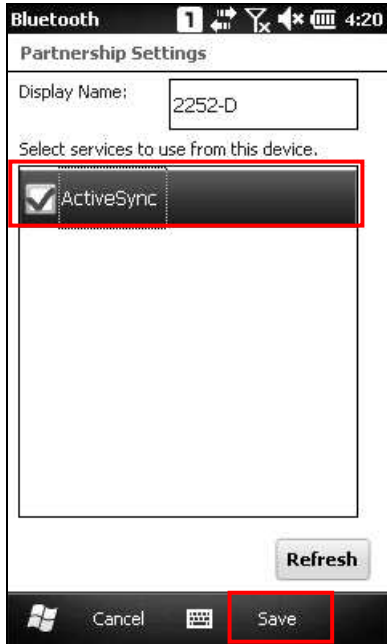 Bluetooth 1 4:20
Partnership Settings
Display Name:
2252-D
Select services to use from this device.
ActiveSync
Refresh
Cancel Save